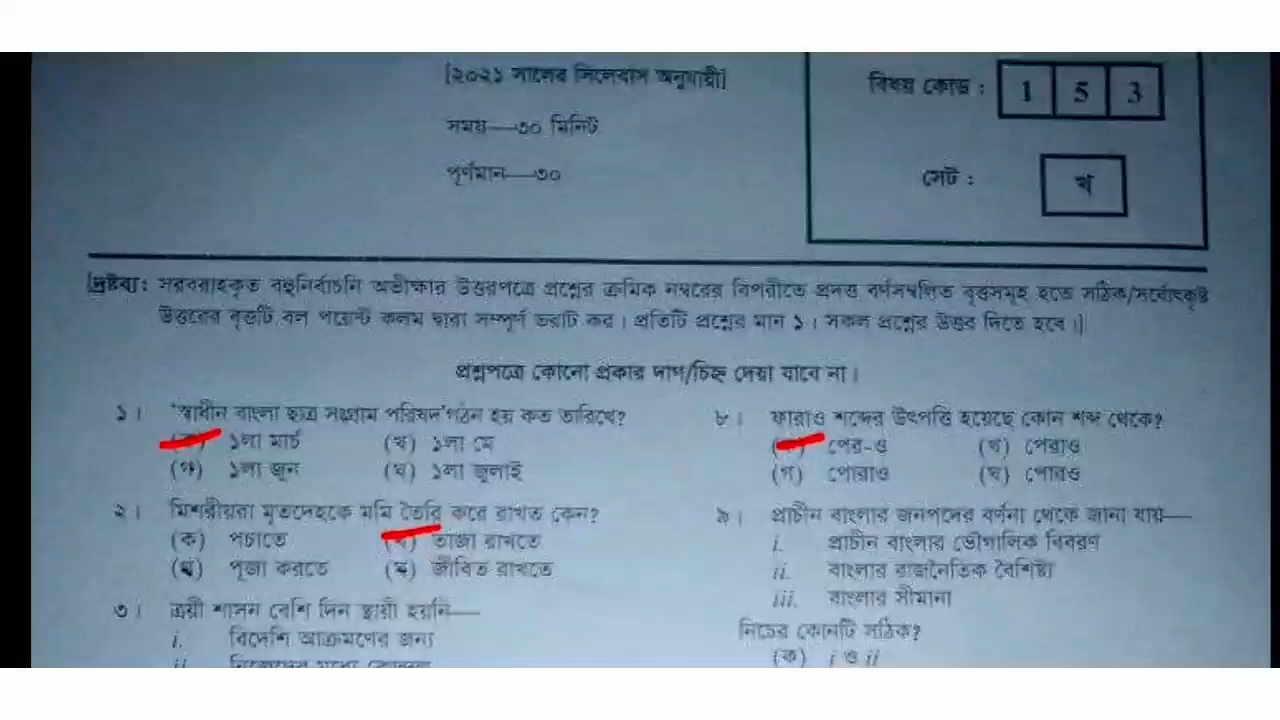 [২০২১ সালের সিলেবাস অনুযায়ী]
সময়—৩০ মিনিট
পূর্ণমান—৩০
বিষয় কোড : 1 5 3
সেট : খ
[দ্রষ্টব্য: সরবরাহকৃত বহুনির্বাচনি অভীক্ষার উত্তরপত্রে প্রশ্নের ক্রমিক নম্বরের বিপরীতে প্রদত্ত বর্ণসম্বলিত বৃত্তসমূহ হতে সঠিক/সর্বোৎকৃষ্ট
উত্তরের বৃত্তটি বল পয়েন্ট কলম দ্বারা সম্পূর্ণ ভরাট কর। প্রতিটি প্রশ্নের মান ১। সকল প্রশ্নের উত্তর দিতে হবে।]
প্রশ্নপত্রে কোনো প্রকার দাগ/চিহ্ন দেয়া যাবে না।
১। 'স্বাধীন বাংলা ছাত্র সংগ্রাম পরিষদ' গঠন হয় কত তারিখে?
১লা মার্চ (খ) ১লা মে
(গ) ১লা জুন (ঘ) ১লা জুলাই
২। মিশরীয়রা মৃতদেহকে মমি তৈরি করে রাখত কেন?
(ক) পচাতে (খ) তাজা রাখতে
পূজা করতে (ঘ) জীবিত রাখতে
৩। ত্রয়ী শাসন বেশি দিন স্থায়ী হয়নি—
i. বিদেশি আক্রমণের জন্য
ii. নিজেদের মধ্যে
৮। ফারাও শব্দের উৎপত্তি হয়েছে কোন শব্দ থেকে?
পের-ও (খ) পেরাও
(গ) পোরাও (ঘ) পোরও
৯। প্রাচীন বাংলার জনপদের বর্ণনা থেকে জানা যায়—
i. প্রাচীন বাংলার ভৌগোলিক বিবরণ
ii. বাংলার রাজনৈতিক বৈশিষ্ট্য
iii. বাংলার সীমানা
নিচের কোনটি সঠিক?
(ক) i ও ii